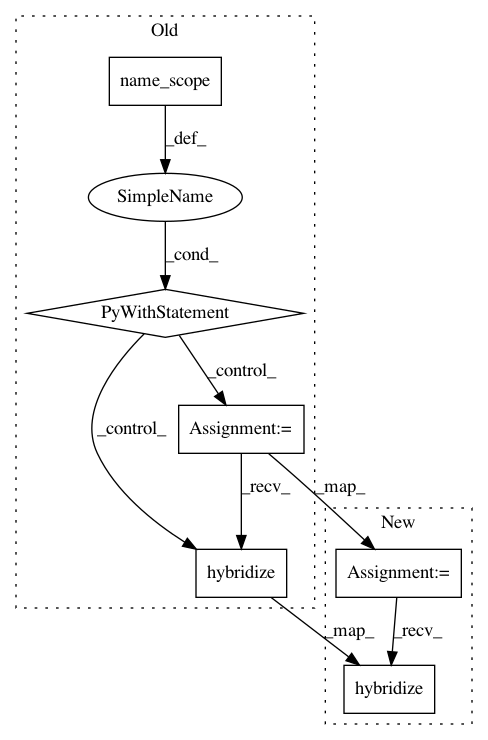 Old
name_scope
_def_
SimpleName
_cond_
PyWithStatement
_control_
_control_
Assignment:=
_recv_
_map_
New
hybridize
Assignment:=
_map_
_recv_
hybridize